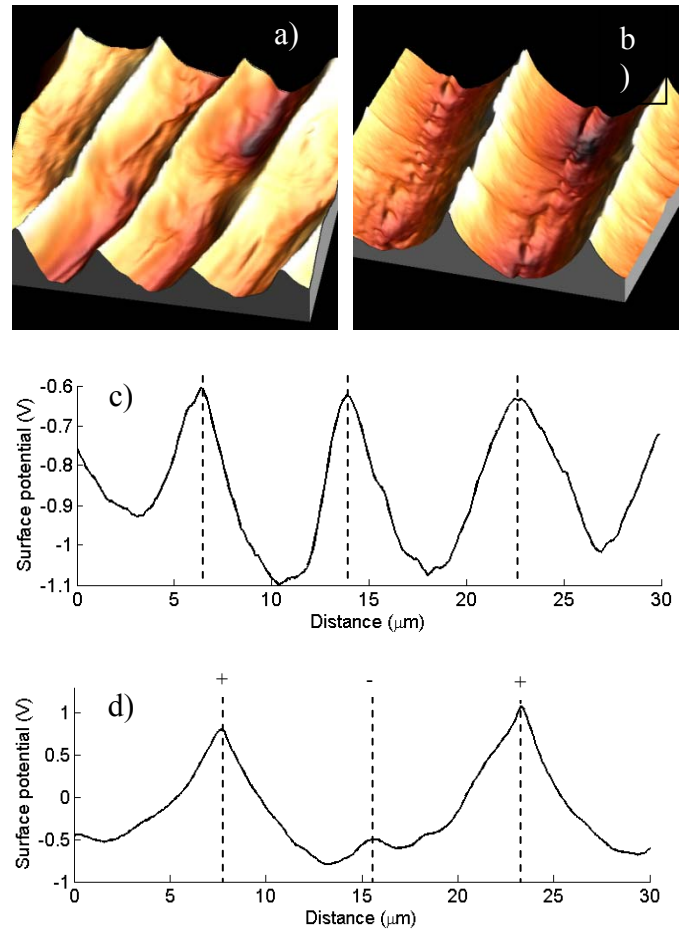 a)
b
)
c)
-0.6
-0.7
-0.8
-0.9
-1
-1.1
Surface potential (V)
0 5 10 15 20 25 30
Distance (μm)
d)
+ - +
1
0.5
0
-0.5
-1
Surface potential (V)
0 5 10 15 20 25 30
Distance (μm)